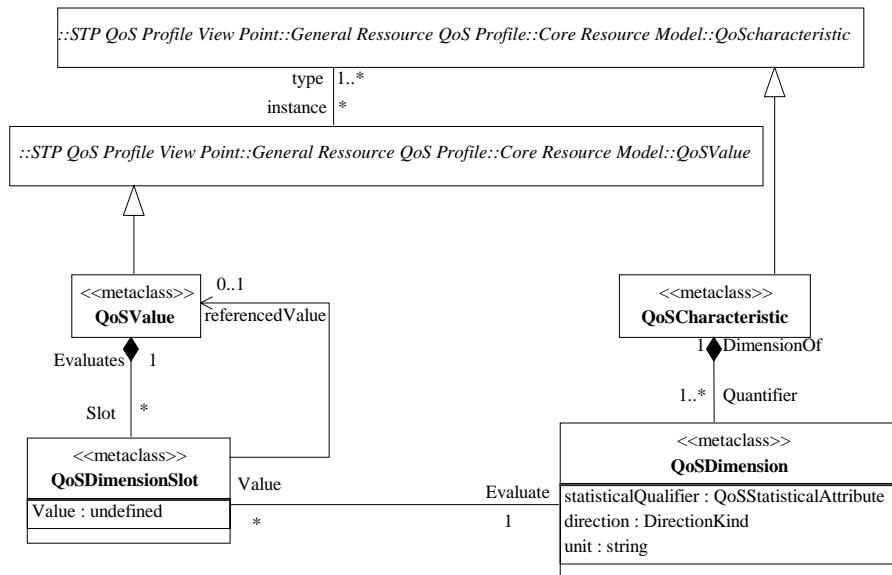 ::STP QoS Profile View Point::General Ressource QoS Profile::Core Resource Model::QoScharacteristic
type 1..*
instance *
::STP QoS Profile View Point::General Ressource QoS Profile::Core Resource Model::QoSValue
<<metaclass>>
QoSValue
0..1
referencedValue
<<metaclass>>
QoSCharacteristic
Evaluates 1
1 DimensionOf
Slot *
1..* Quantifier
<<metaclass>>
QoSDimensionSlot
Value : undefined
<<metaclass>>
QoSDimension
statisticalQualifier : QoSStatisticalAttribute
direction : DirectionKind
unit : string
Value
*
Evaluate
1